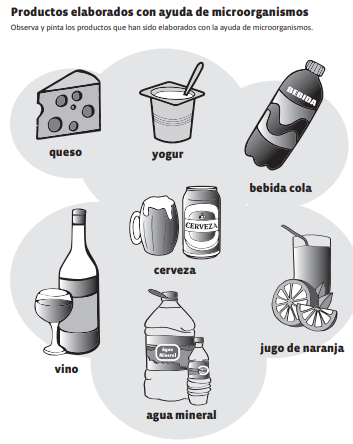 Productos elaborados con ayuda de microorganismos
Observa y pinta los productos que han sido elaborados con la ayuda de microorganismos.
queso
yogur
BEBIDA
bebida cola
CERVEZA
cerveza
vino
Agua
Mineral
agua mineral
jugo de naranja